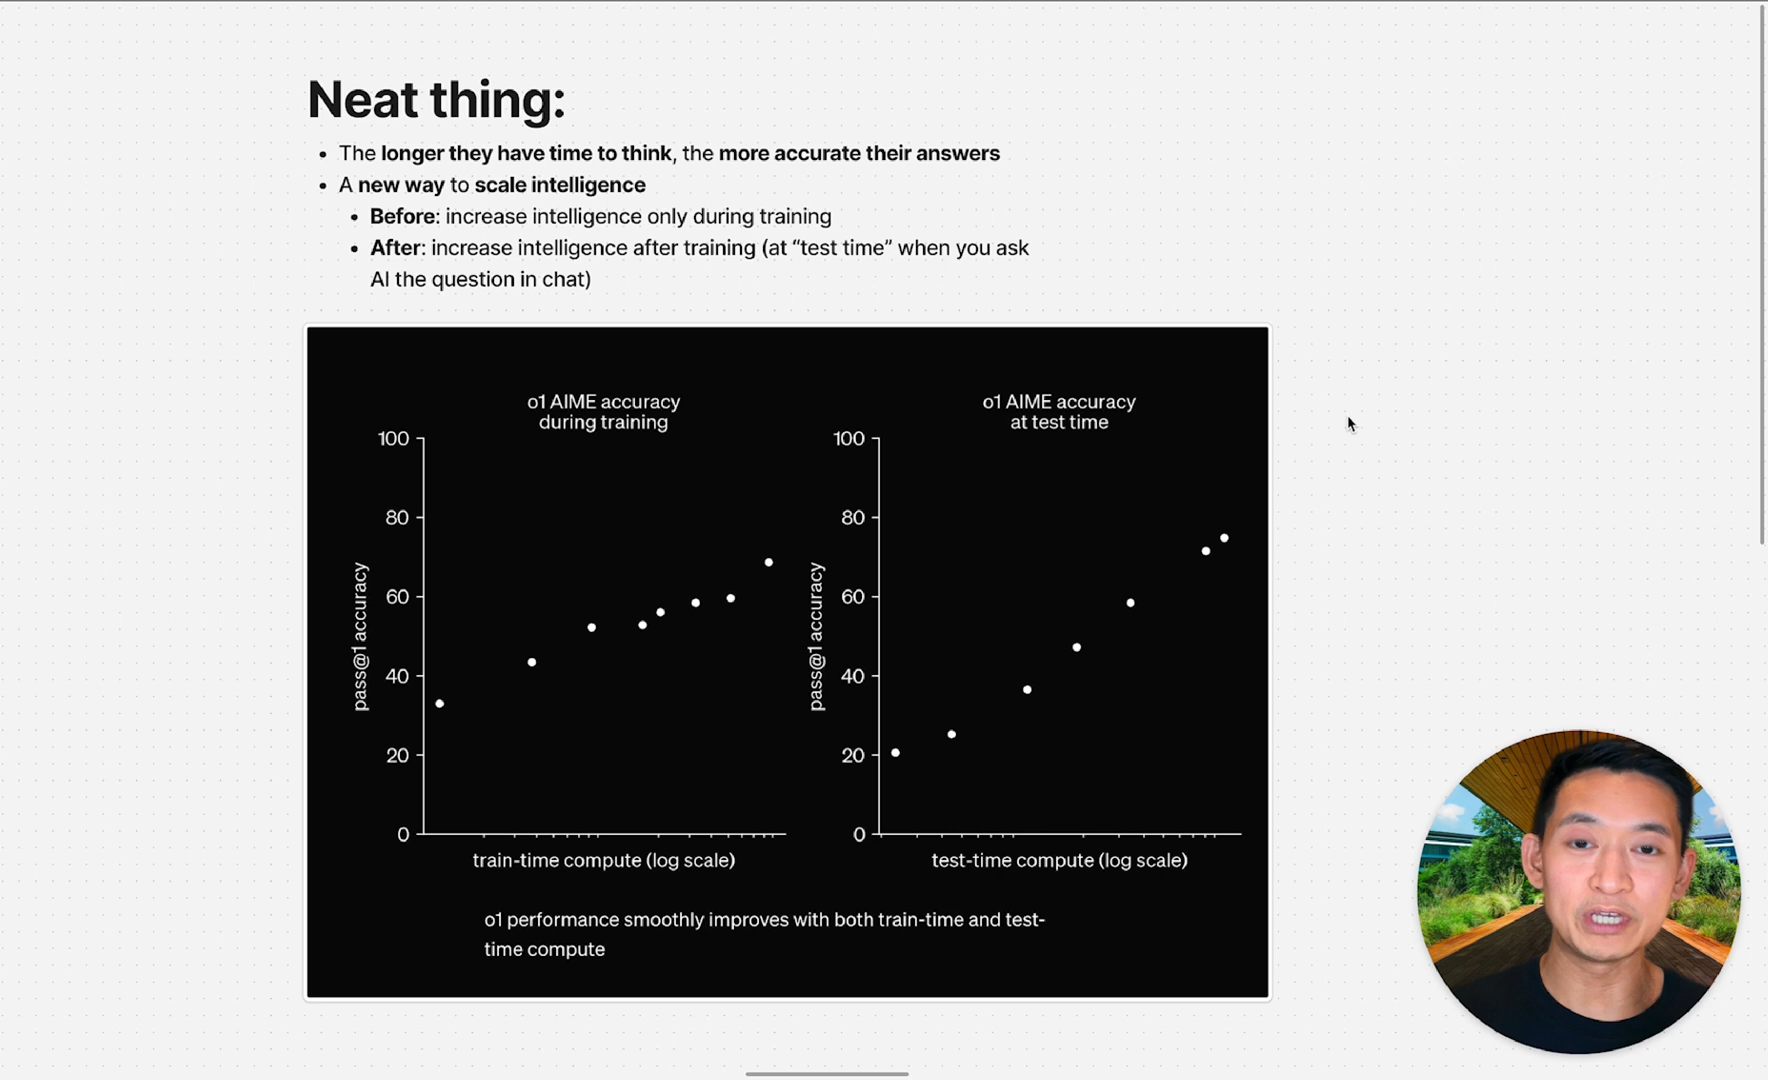 Neat thing:
• The longer they have time to think, the more accurate their answers
• A new way to scale intelligence
• Before: increase intelligence only during training
• After: increase intelligence after training (at “test time” when you ask
AI the question in chat)
o1 AIME accuracy
during training
100
80
60
40
20
0
pass@1 accuracy
train-time compute (log scale)
o1 AIME accuracy
at test time
100
80
60
40
20
0
pass@1 accuracy
test-time compute (log scale)
o1 performance smoothly improves with both train-time and test-
time compute